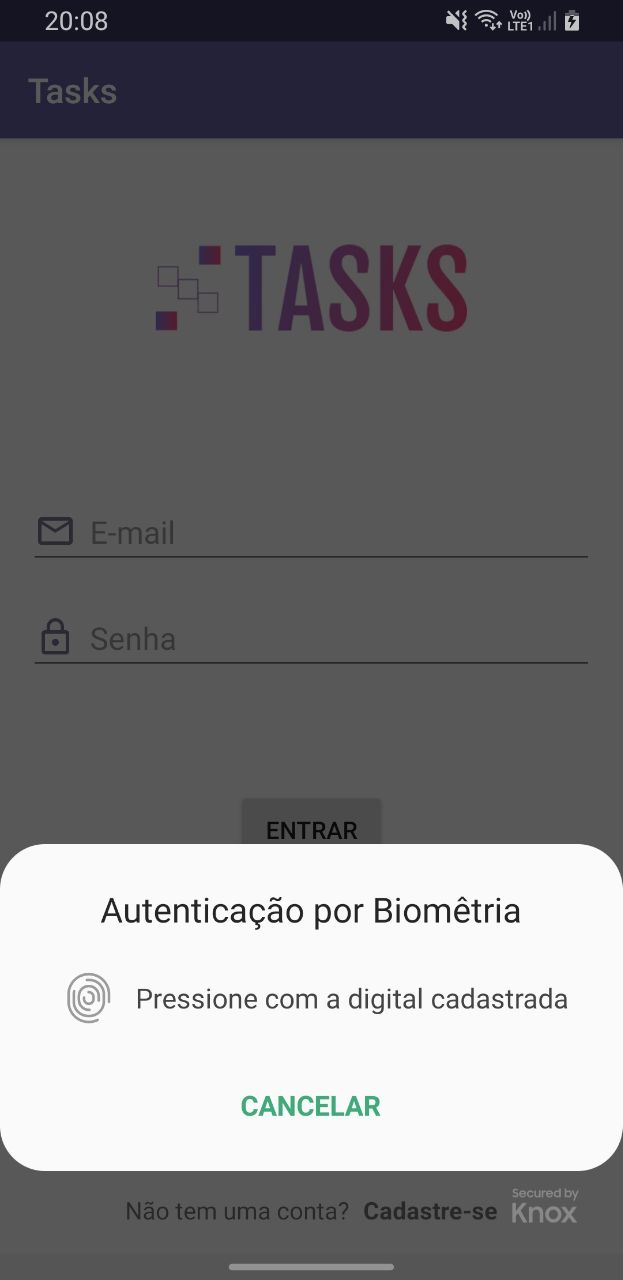 20:08
Vo))
LTE1
Tasks
TASKS
E-mail
Senha
ENTRAR
Autenticação por Biomêtria
Pressione com a digital cadastrada
CANCELAR
Não tem uma conta? Cadastre-se
Secured by
Knox